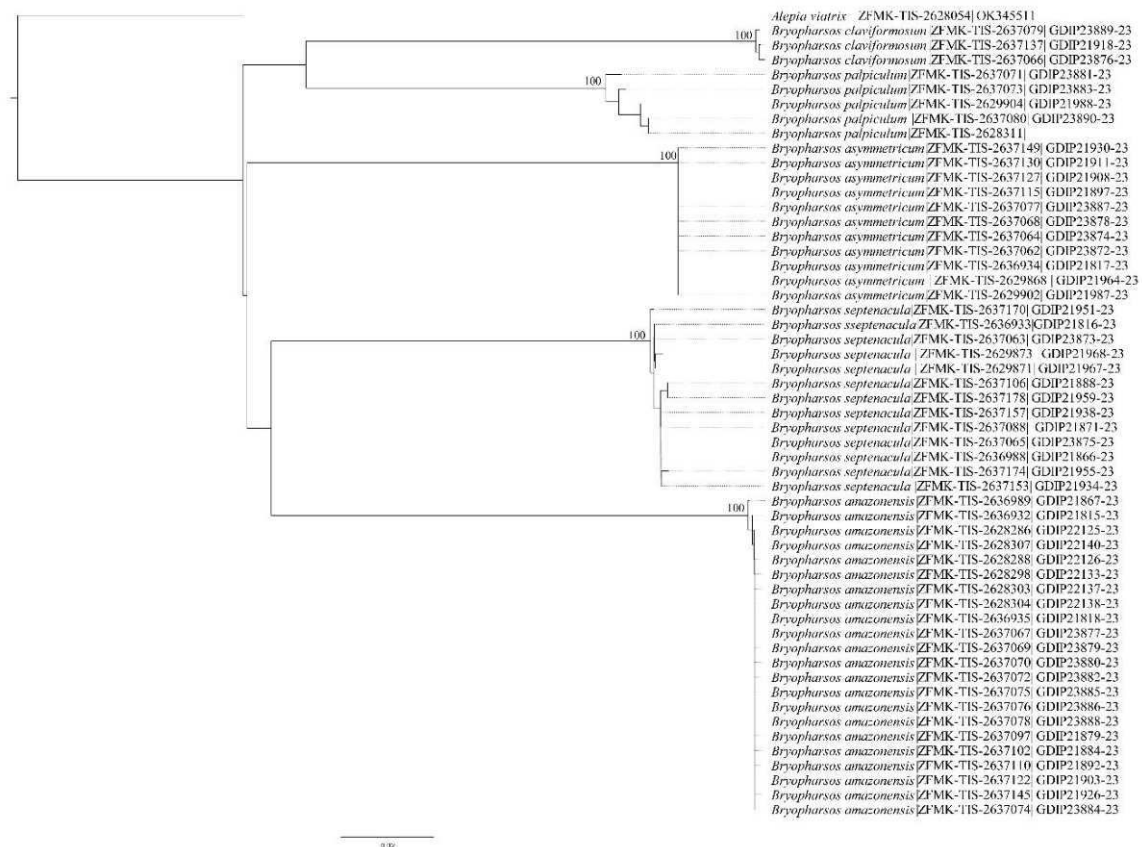 Alepia viatrix ZFMK-TIS-2628054| OK345511
100
Bryopharsos claviformosum |ZFMK-TIS-2637079| GDIP23889-23
Bryopharsos claviformosum |ZFMK-TIS-2637137| GDIP21918-23
Bryopharsos claviformosum |ZFMK-TIS-2637066| GDIP23876-23
100
Bryopharsos palpiculum |ZFMK-TIS-2637071| GDIP23881-23
Bryopharsos palpiculum |ZFMK-TIS-2637073| GDIP23883-23
Bryopharsos palpiculum |ZFMK-TIS-2629904| GDIP21988-23
Bryopharsos palpiculum |ZFMK-TIS-2637080| GDIP23890-23
Bryopharsos palpiculum |ZFMK-TIS-2628311|
100
Bryopharsos asymmetricum |ZFMK-TIS-2637149| GDIP21930-23
Bryopharsos asymmetricum |ZFMK-TIS-2637130| GDIP21911-23
Bryopharsos asymmetricum |ZFMK-TIS-2637127| GDIP21908-23
Bryopharsos asymmetricum |ZFMK-TIS-2637115| GDIP21897-23
Bryopharsos asymmetricum |ZFMK-TIS-2637077| GDIP23887-23
Bryopharsos asymmetricum |ZFMK-TIS-2637068| GDIP23878-23
Bryopharsos asymmetricum |ZFMK-TIS-2637064| GDIP23874-23
Bryopharsos asymmetricum |ZFMK-TIS-2637062| GDIP23872-23
Bryopharsos asymmetricum |ZFMK-TIS-2636934| GDIP21817-23
Bryopharsos asymmetricum | ZFMK-TIS-2629868 | GDIP21964-23
Bryopharsos asymmetricum |ZFMK-TIS-2629902| GDIP21987-23
100
Bryopharsos septenacula |ZFMK-TIS-2637170| GDIP21951-23
Bryopharsos sseptenacula |ZFMK-TIS-2636933|GDIP21816-23
Bryopharsos septenacula |ZFMK-TIS-2637063| GDIP23873-23
Bryopharsos septenacula | ZFMK-TIS-2629873 GDIP21968-23
Bryopharsos septenacula | ZFMK-TIS-2629871| GDIP21967-23
Bryopharsos septenacula |ZFMK-TIS-2637106| GDIP21888-23
Bryopharsos septenacula |ZFMK-TIS-2637178| GDIP21959-23
Bryopharsos septenacula |ZFMK-TIS-2637157| GDIP21938-23
Bryopharsos septenacula |ZFMK-TIS-2637088| GDIP21871-23
Bryopharsos septenacula |ZFMK-TIS-2637065| GDIP23875-23
Bryopharsos septenacula |ZFMK-TIS-2636988| GDIP21866-23
Bryopharsos septenacula |ZFMK-TIS-2637174| GDIP21955-23
Bryopharsos septenacula |ZFMK-TIS-2637153| GDIP21934-23
100
Bryopharsos amazonensis |ZFMK-TIS-2636989| GDIP21867-23
Bryopharsos amazonensis |ZFMK-TIS-2636932| GDIP21815-23
Bryopharsos amazonensis |ZFMK-TIS-2628286| GDIP22125-23
Bryopharsos amazonensis |ZFMK-TIS-2628307| GDIP22140-23
Bryopharsos amazonensis |ZFMK-TIS-2628288| GDIP22126-23
Bryopharsos amazonensis |ZFMK-TIS-2628298| GDIP22133-23
Bryopharsos amazonensis |ZFMK-TIS-2628303| GDIP22137-23
Bryopharsos amazonensis |ZFMK-TIS-2628304| GDIP22138-23
Bryopharsos amazonensis |ZFMK-TIS-2636935| GDIP21818-23
Bryopharsos amazonensis |ZFMK-TIS-2637067| GDIP23877-23
Bryopharsos amazonensis |ZFMK-TIS-2637069| GDIP23879-23
Bryopharsos amazonensis |ZFMK-TIS-2637070| GDIP23880-23
Bryopharsos amazonensis |ZFMK-TIS-2637072| GDIP23882-23
Bryopharsos amazonensis |ZFMK-TIS-2637075| GDIP23885-23
Bryopharsos amazonensis |ZFMK-TIS-2637076| GDIP23886-23
Bryopharsos amazonensis |ZFMK-TIS-2637078| GDIP23888-23
Bryopharsos amazonensis |ZFMK-TIS-2637097| GDIP21879-23
Bryopharsos amazonensis |ZFMK-TIS-2637102| GDIP21884-23
Bryopharsos amazonensis |ZFMK-TIS-2637110| GDIP21892-23
Bryopharsos amazonensis |ZFMK-TIS-2637122| GDIP21903-23
Bryopharsos amazonensis |ZFMK-TIS-2637145| GDIP21926-23
Bryopharsos amazonensis |ZFMK-TIS-2637074| GDIP23884-23